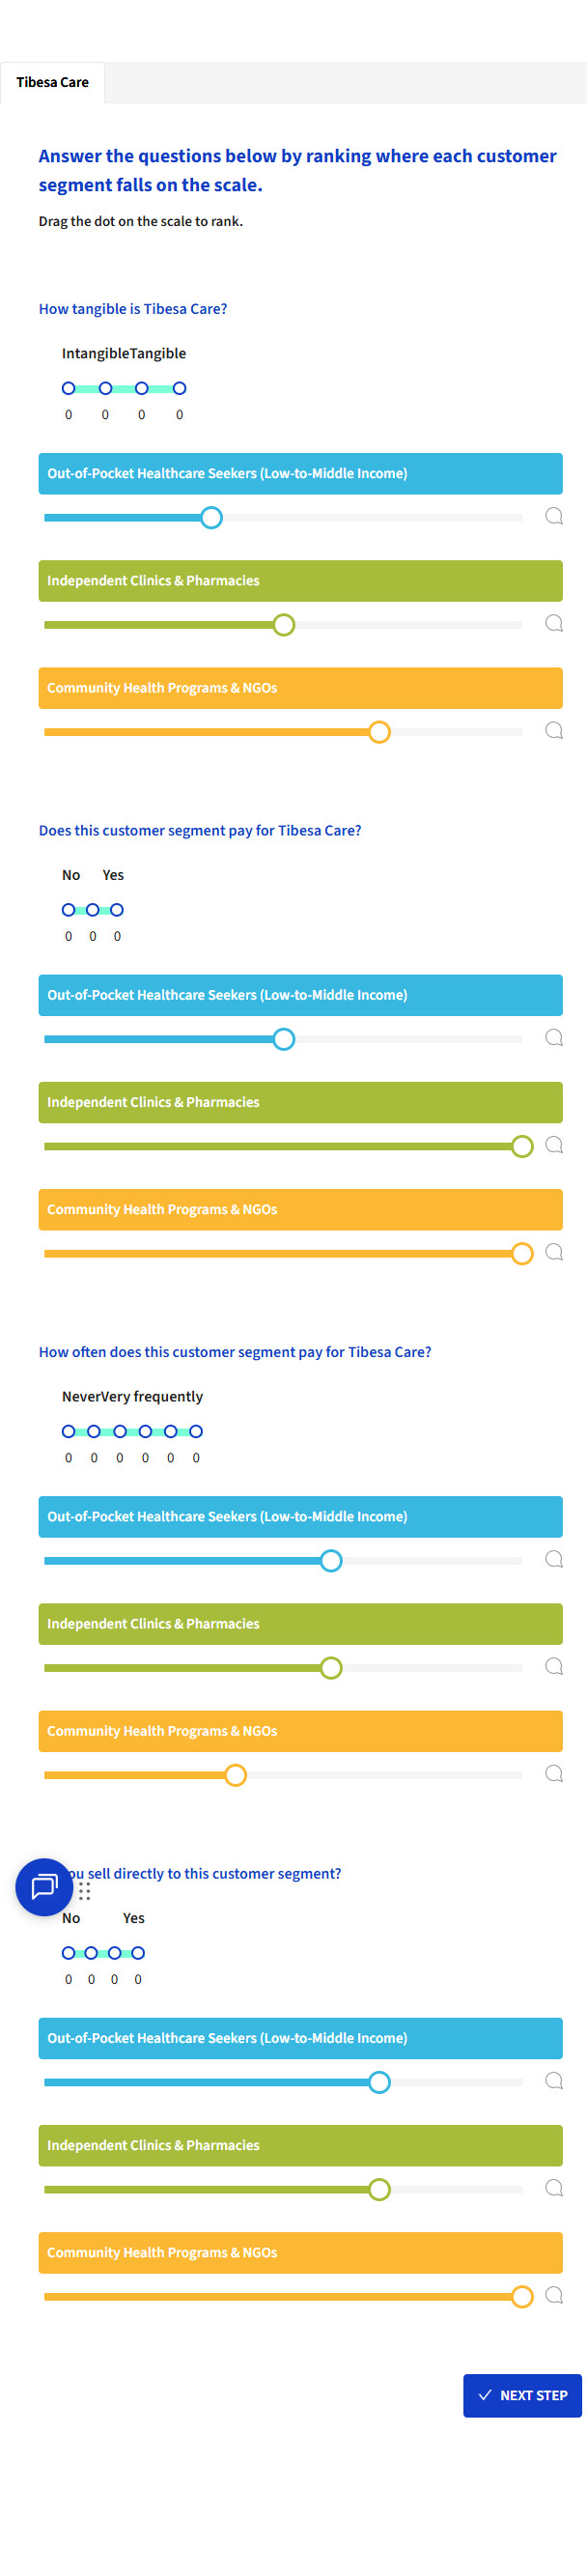 Tibesa Care
Answer the questions below by ranking where each customer
segment falls on the scale.
Drag the dot on the scale to rank.
How tangible is Tibesa Care?
IntangibleTangible
0 0 0 0
Out-of-Pocket Healthcare Seekers (Low-to-Middle Income)
Independent Clinics & Pharmacies
Community Health Programs & NGOs
Does this customer segment pay for Tibesa Care?
No Yes
0 0 0
Out-of-Pocket Healthcare Seekers (Low-to-Middle Income)
Independent Clinics & Pharmacies
Community Health Programs & NGOs
How often does this customer segment pay for Tibesa Care?
NeverVery frequently
0 0 0 0 0 0
Out-of-Pocket Healthcare Seekers (Low-to-Middle Income)
Independent Clinics & Pharmacies
Community Health Programs & NGOs
ou sell directly to this customer segment?
No Yes
0 0 0 0
Out-of-Pocket Healthcare Seekers (Low-to-Middle Income)
Independent Clinics & Pharmacies
Community Health Programs & NGOs
NEXT STEP